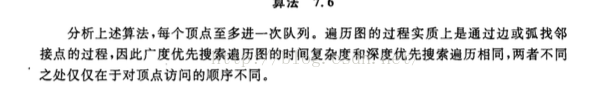 算法 7.6
分析上述算法,每个顶点至多进一次队列。遍历图的过程实质上是通过边或弧找邻
接点的过程,因此广度优先搜索遍历图的时间复杂度和深度优先搜索遍历相同,两者不同
之处仅仅在于对顶点访问的顺序不同。